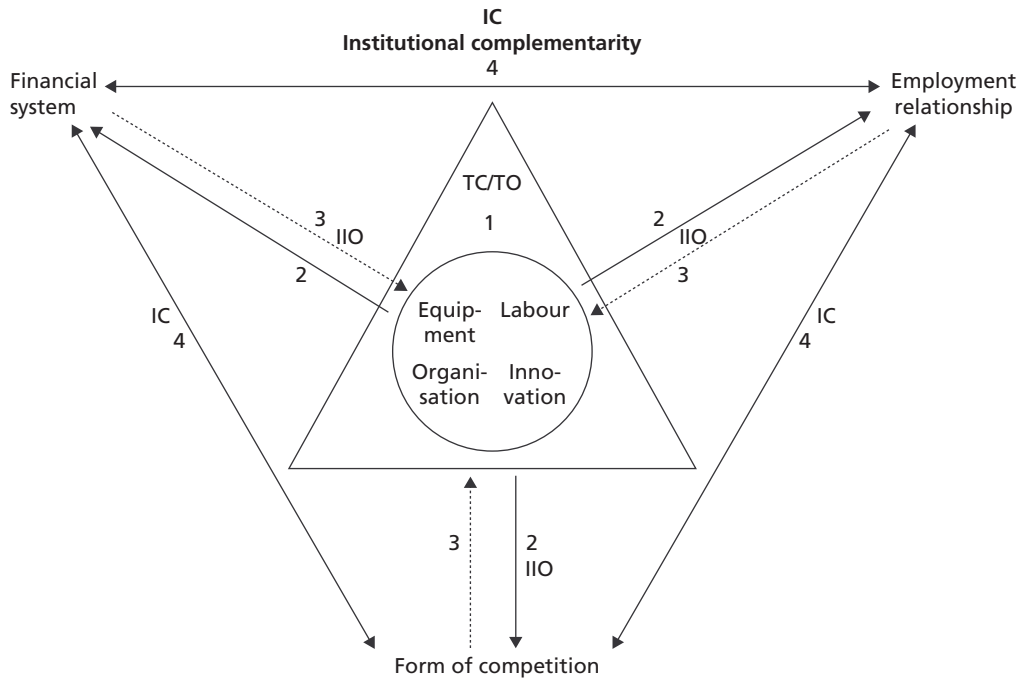 IC
Institutional complementarity
4
Financial
system
Employment
relationship
TC/TO
1
3
IIO
2
2
IIO
3
Equip-
ment
Labour
Organi-
sation
Inno-
vation
IC
4
IC
4
3
2
IIO
Form of competition